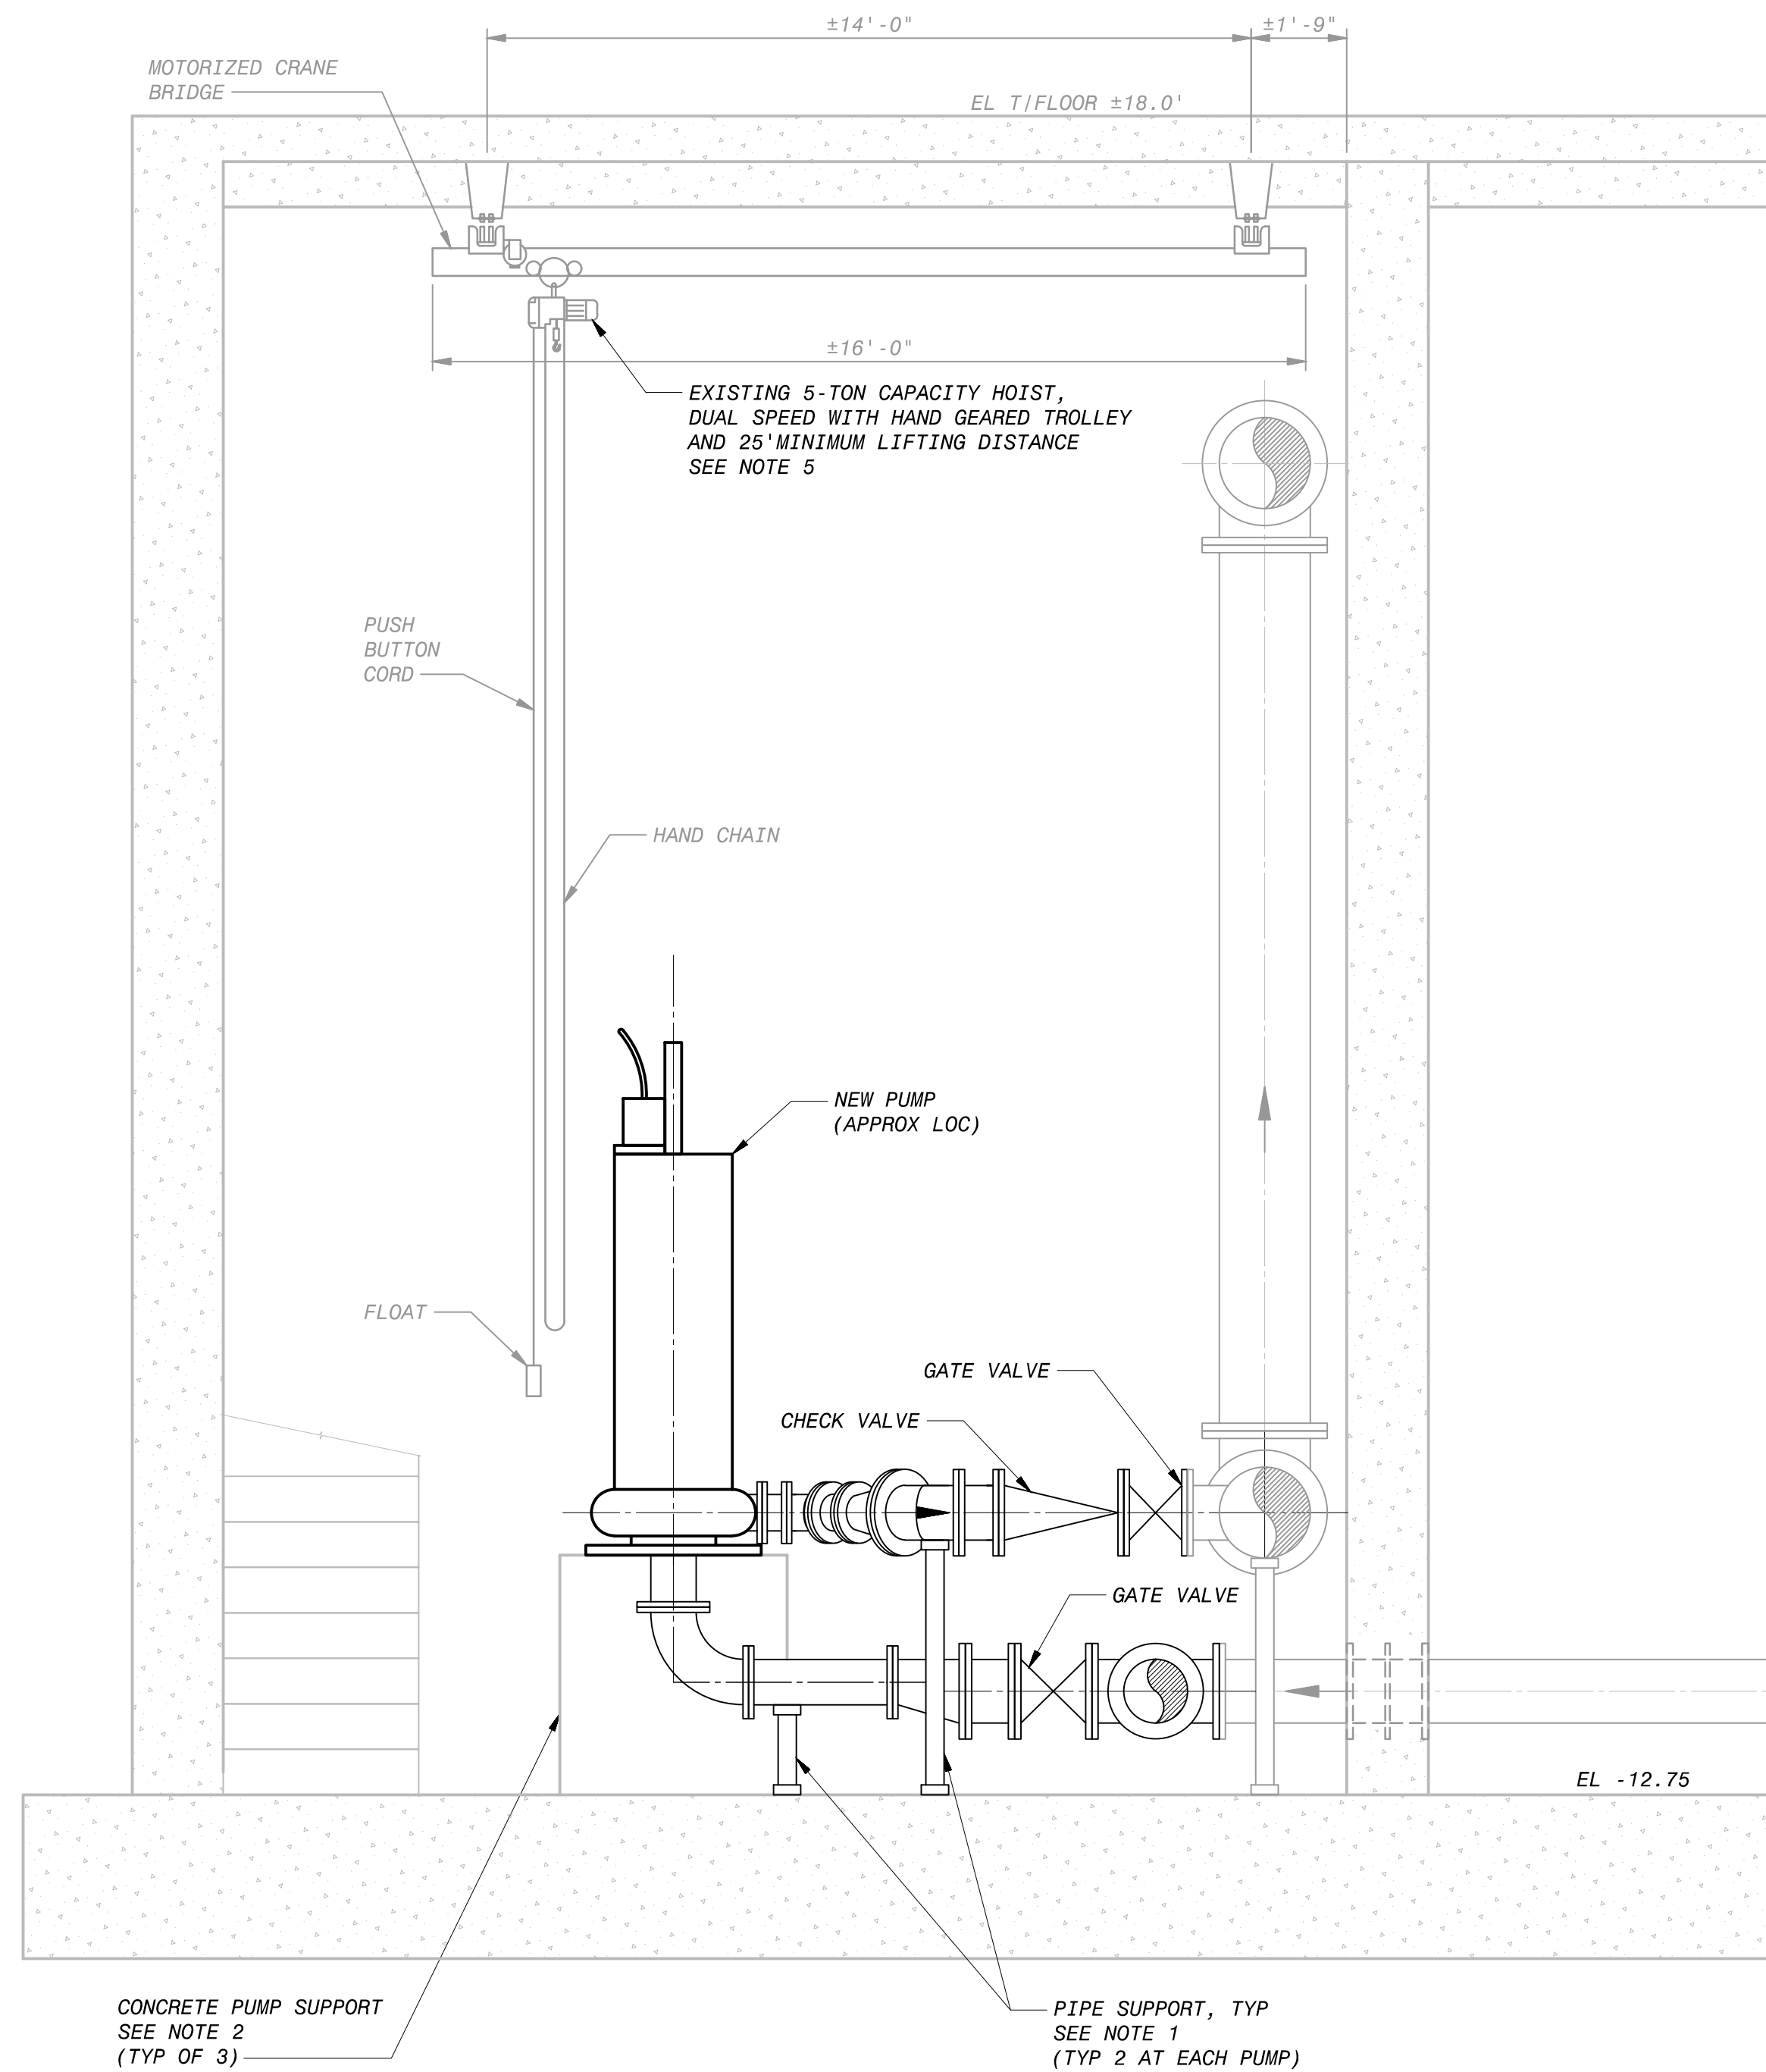 ±14'-0"
±1'-9"
MOTORIZED CRANE
BRIDGE
EL T/FLOOR ±18.0'
±16'-0"
EXISTING 5-TON CAPACITY HOIST,
DUAL SPEED WITH HAND GEARED TROLLEY
AND 25'MINIMUM LIFTING DISTANCE
SEE NOTE 5
PUSH
BUTTON
CORD
HAND CHAIN
NEW PUMP
(APPROX LOC)
FLOAT
GATE VALVE
CHECK VALVE
GATE VALVE
EL -12.75
CONCRETE PUMP SUPPORT
SEE NOTE 2
(TYP OF 3)
PIPE SUPPORT, TYP
SEE NOTE 1
(TYP 2 AT EACH PUMP)